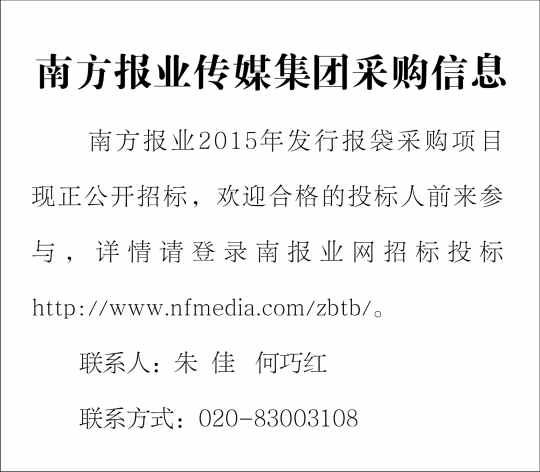 南方报业传媒集团采购信息
南方报业2015年发行报袋采购项目
现正公开招标，欢迎合格的投标人前来参
与，详情请登录南报业网招标投标
http://www.nfmedia.com/zbtb/。
联系人：朱 佳 何巧红
联系方式：020-83003108